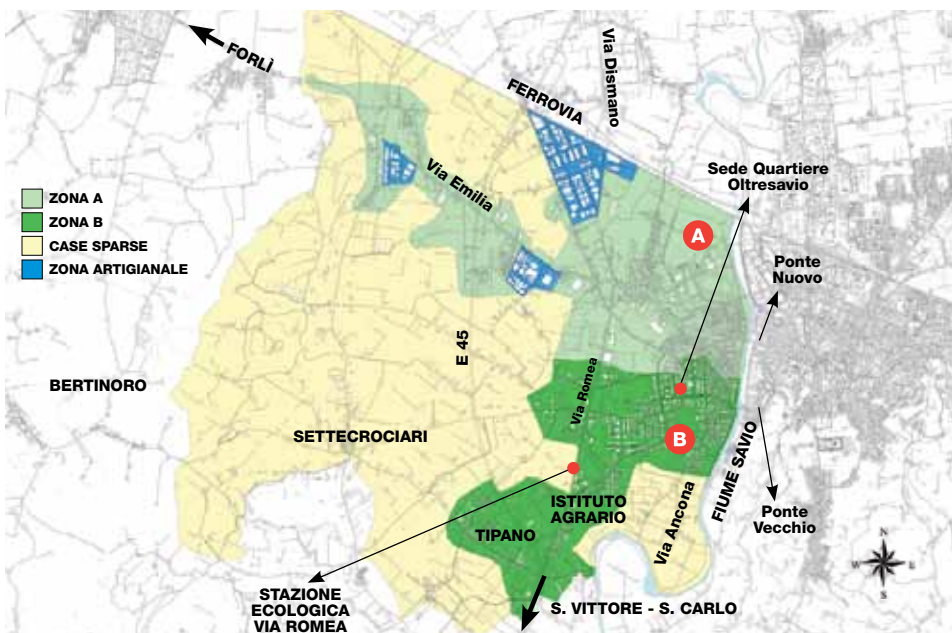 FORLÌ
FERROVIA
Via Dismano
Sede Quartiere
Oltresavio
ZONA A
ZONA B
CASE SPARSE
ZONA ARTIGIANALE
Via Emilia
A
Ponte
Nuovo
E 45
BERTINORO
Via Romea
SETTECROCIARI
B
FIUME SAVIO
ISTITUTO
AGRARIO
Via Ancona
Ponte
Vecchio
TIPANO
STAZIONE
ECOLOGICA
VIA ROMEA
S. VITTORE - S. CARLO
N
W
E
S